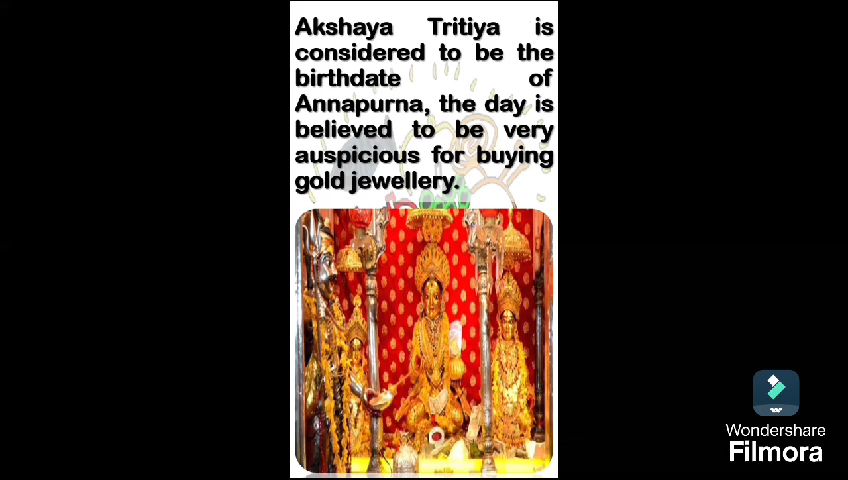 Akshaya Tritiya is
considered to be the
birthdate of
Annapurna, the day is
believed to be very
auspicious for buying
gold jewellery.
Wondershare
Filmora